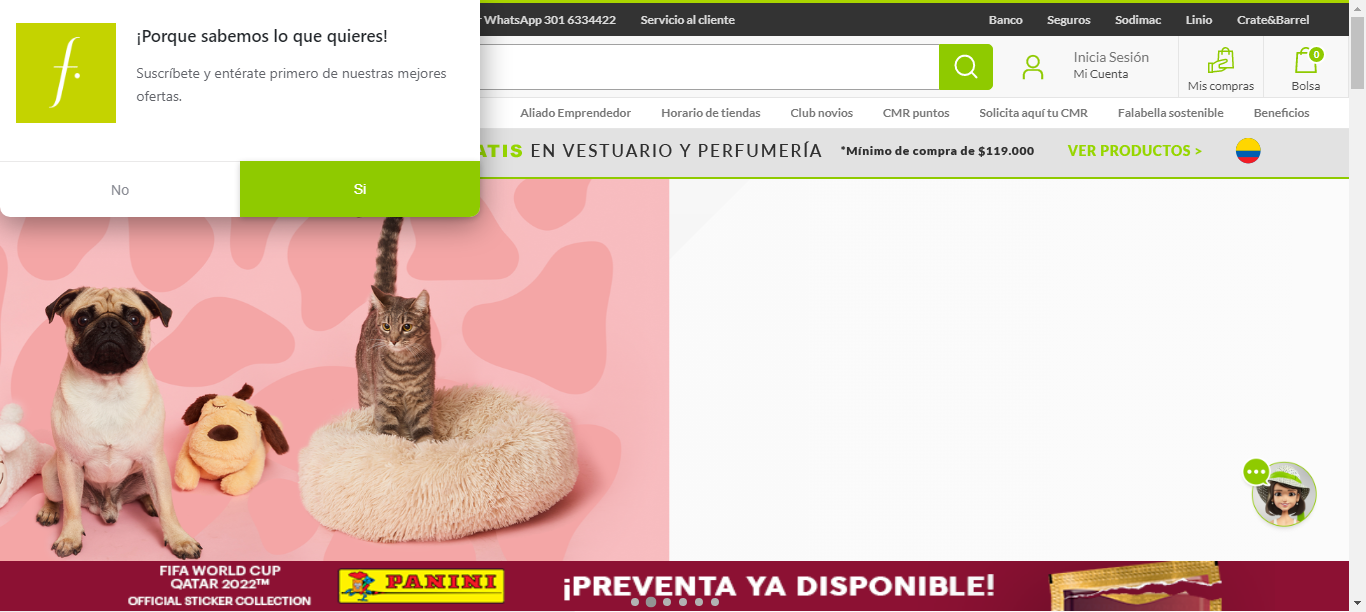 ¡Porque sabemos lo que quieres!
Suscríbete y entérate primero de nuestras mejores
ofertas.
No
Si
f.
WhatsApp 301 6334422
Servicio al cliente
Banco
Seguros
Sodimac
Linio
Crate&Barrel
Inicia Sesión
Mi Cuenta
Mis compras
0
Bolsa
Aliado Emprendedor
Horario de tiendas
Club novios
CMR puntos
Solicita aquí tu CMR
Falabella sostenible
Beneficios
EN VESTUARIO Y PERFUMERÍA
*Mínimo de compra de $119.000
VER PRODUCTOS >
FIFA WORLD CUP
QATAR 2022™
OFFICIAL STICKER COLLECTION
PANINI
¡PREVENTA YA DISPONIBLE!